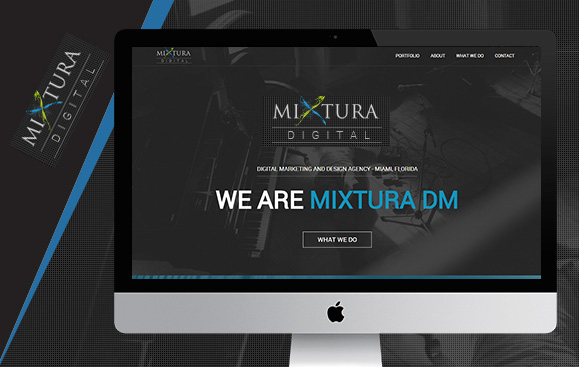 MIXTURA
DIGITAL
MIXTURA
DIGITAL
PORTFOLIO ABOUT WHAT WE DO CONTACT
MIXTURA
DIGITAL
DIGITAL MARKETING AND DESIGN AGENCY - MIAMI, FLORIDA
WE ARE MIXTURA DM
WHAT WE DO